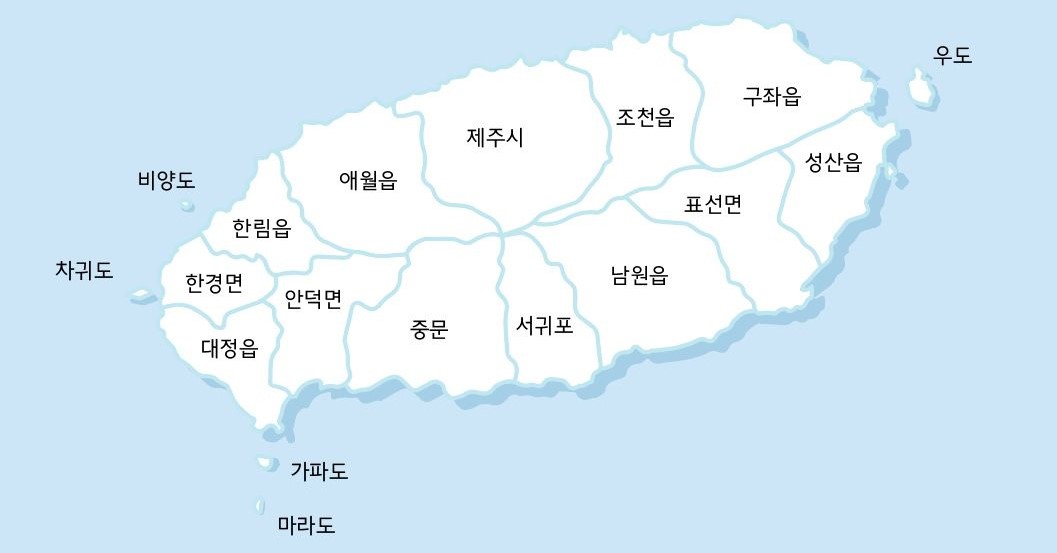 우도
구좌읍
조천읍
제주시
성산읍
애월읍
비양도
표선면
한림읍
차귀도
남원읍
한경면
안덕면
서귀포
중문
대정읍
가파도
마라도